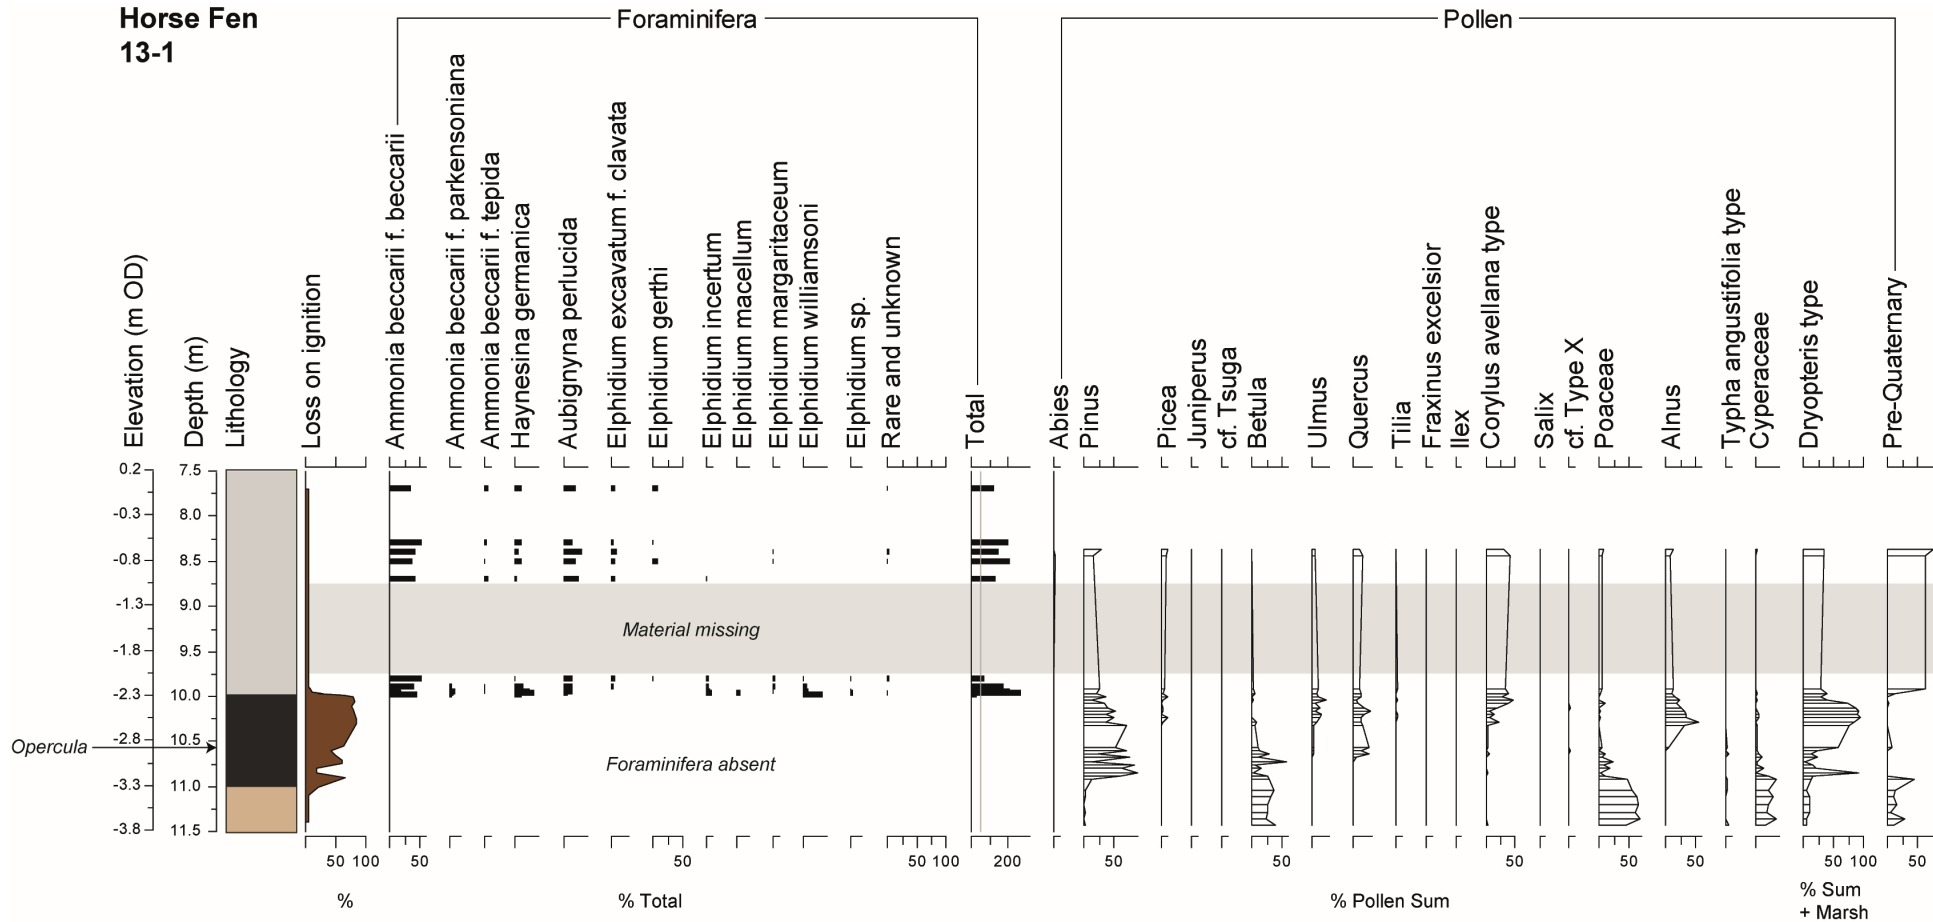 Horse Fen
13-1
Foraminifera
Pollen
Elevation (m OD)
Depth (m)
Lithology
Loss on ignition
Ammonia beccarii f. beccarii
Ammonia beccarii f. parkensoniana
Ammonia beccarii f. tepida
Haynesina germanica
Aubignyna perlucida
Elphidium excavatum f. clavata
Elphidium gerthi
Elphidium incertum
Elphidium macellum
Elphidium margaritaceum
Elphidium williamsoni
Elphidium sp.
Rare and unknown
Total
Abies
Pinus
Picea
Juniperus
cf. Tsuga
Betula
Ulmus
Quercus
Tilia
Fraxinus excelsior
Ilex
Corylus avellana type
Salix
cf. Type X
Poaceae
Alnus
Typha angustifolia type
Cyperaceae
Dryopteris type
Pre-Quaternary
0.2 7.5
-0.3 8.0
-0.8 8.5
-1.3 9.0
-1.8 9.5
-2.3 10.0
-2.8 10.5
-3.3 11.0
-3.8 11.5
Material missing
Opercula
Foraminifera absent
50 100 50 50 50 100 200 50 50 50 50 50 50 100 50
% % Total % Pollen Sum % Sum
+ Marsh